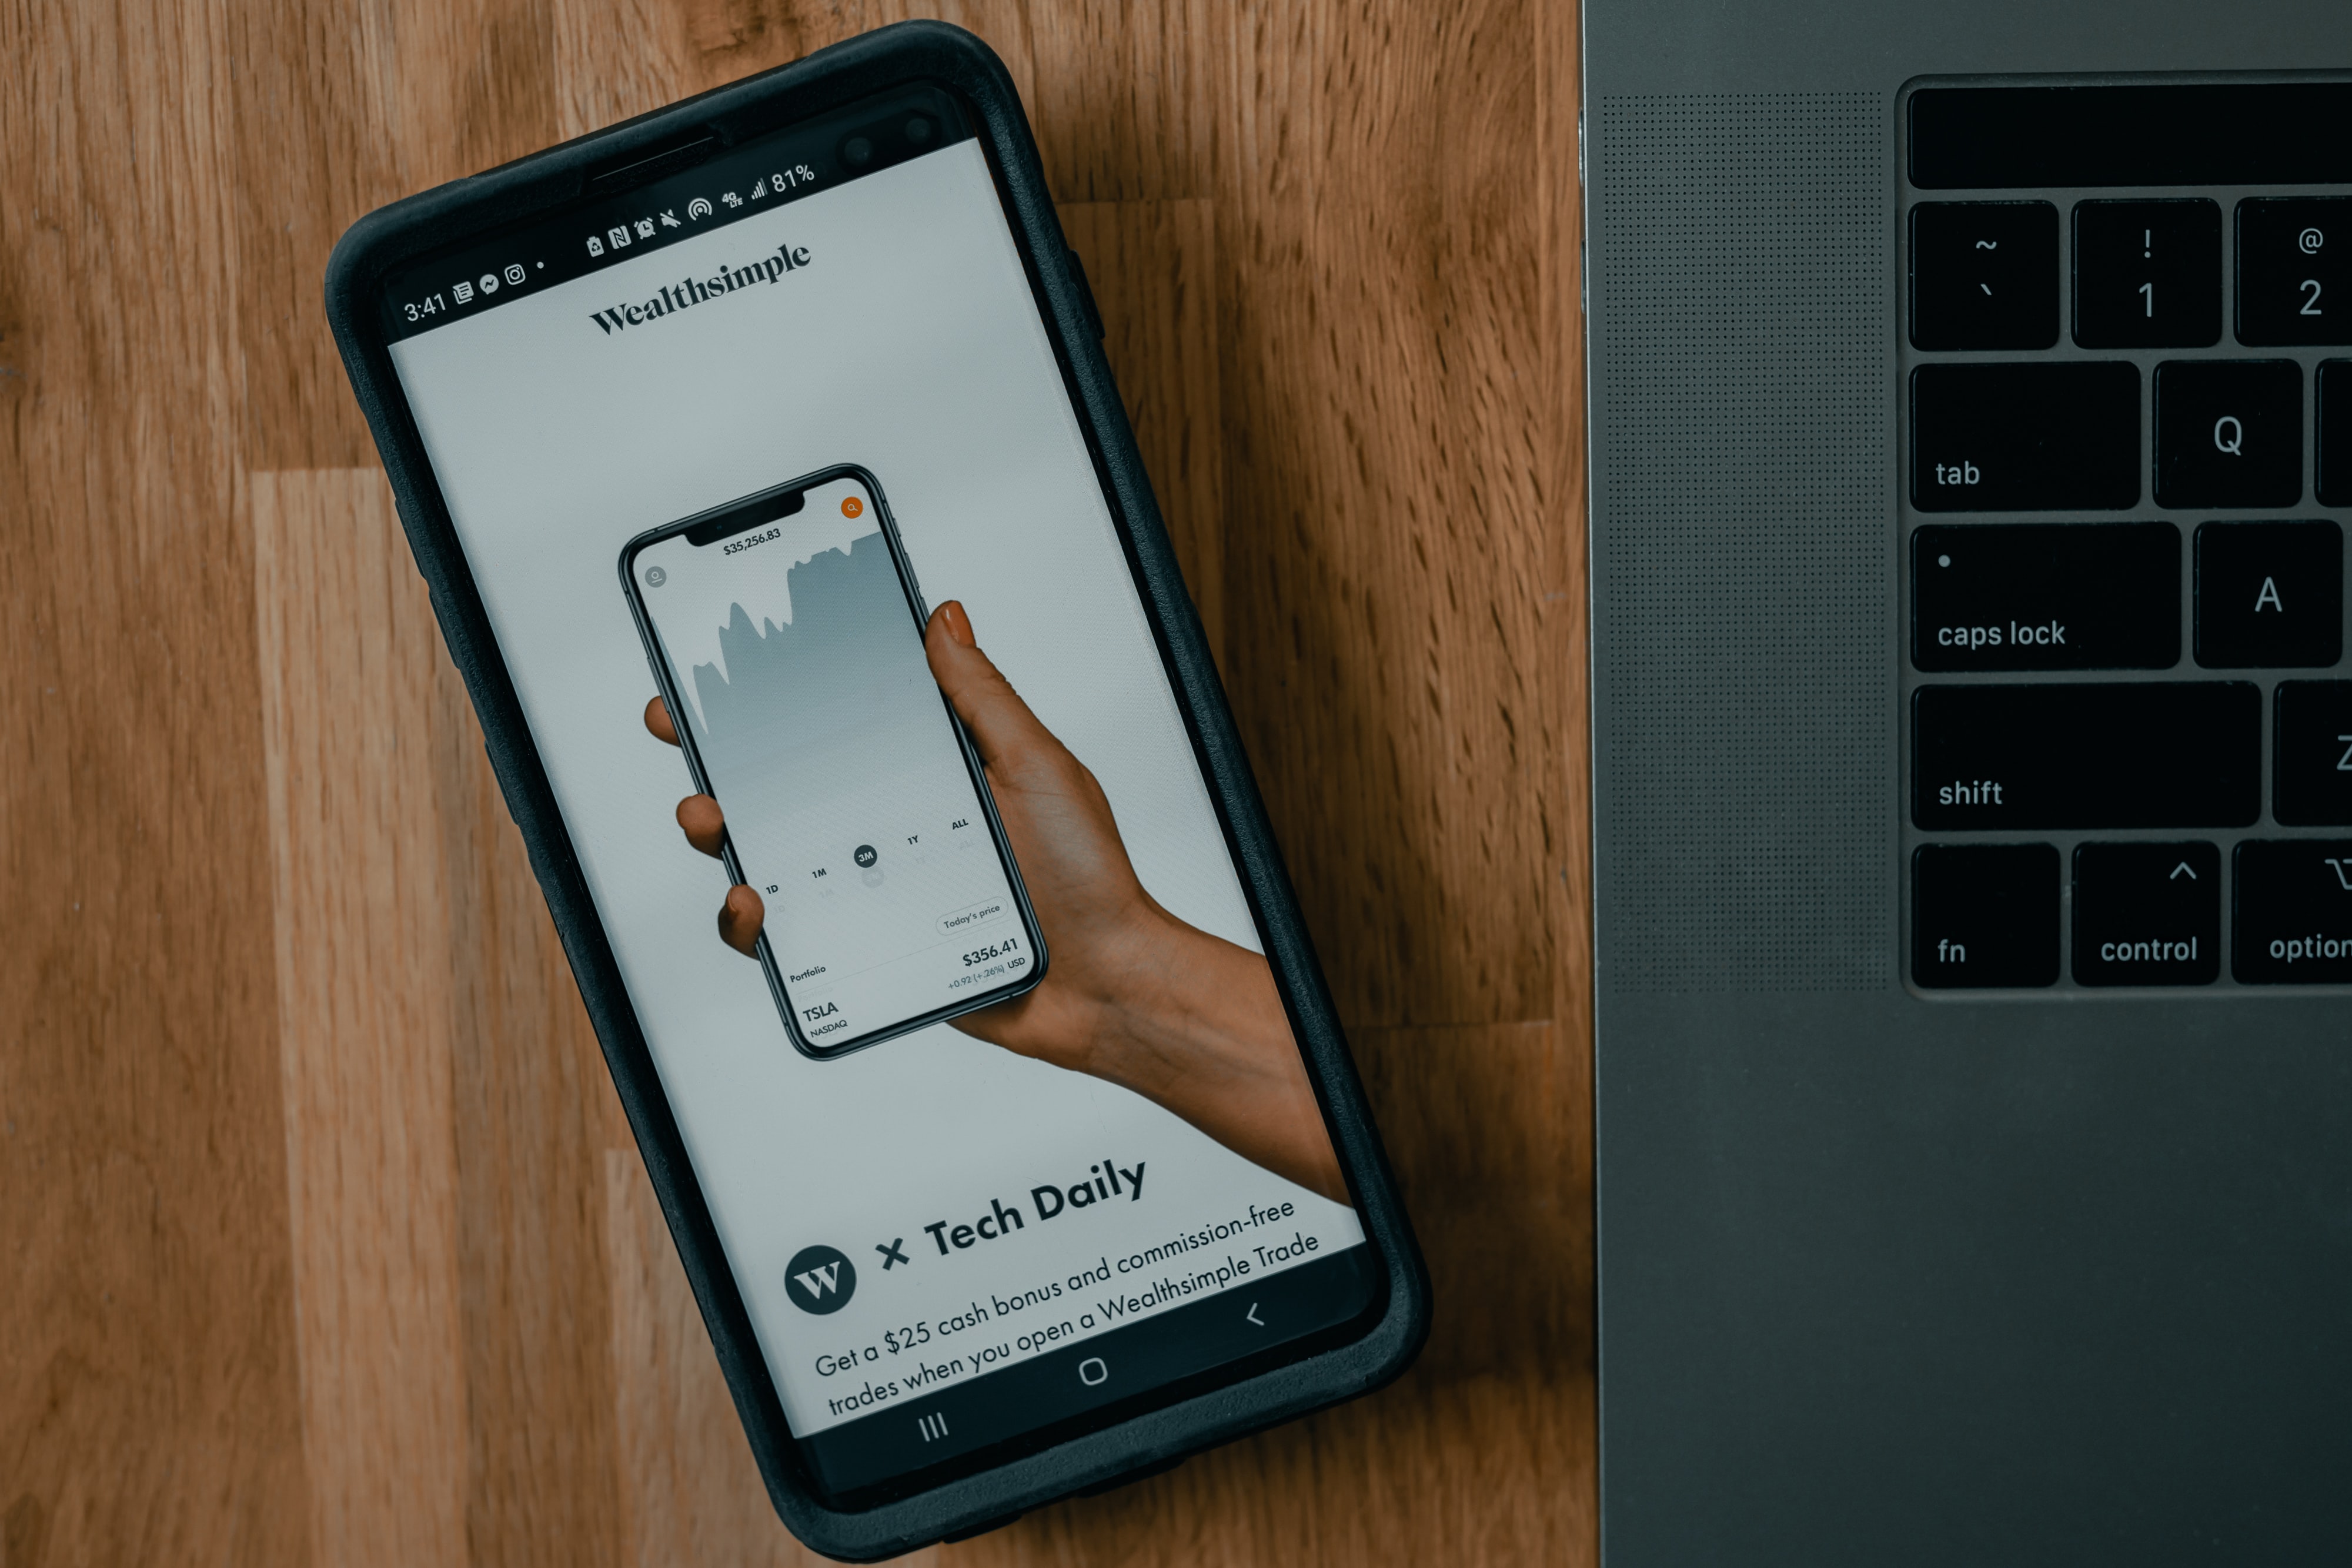 3:41
81%
4G
LTE
Wealthsimple
$35,256.83
1D 1M 3M 1Y ALL
Today's price
Portfolio
$356.41
+0.92 (+.26%) USD
TSLA
NASDAQ
W × Tech Daily
Get a $25 cash bonus and commission-free
trades when you open a Wealthsimple Trade
~
`
!
1
@
2
tab
Q
caps lock
A
shift
Z
fn
control
option